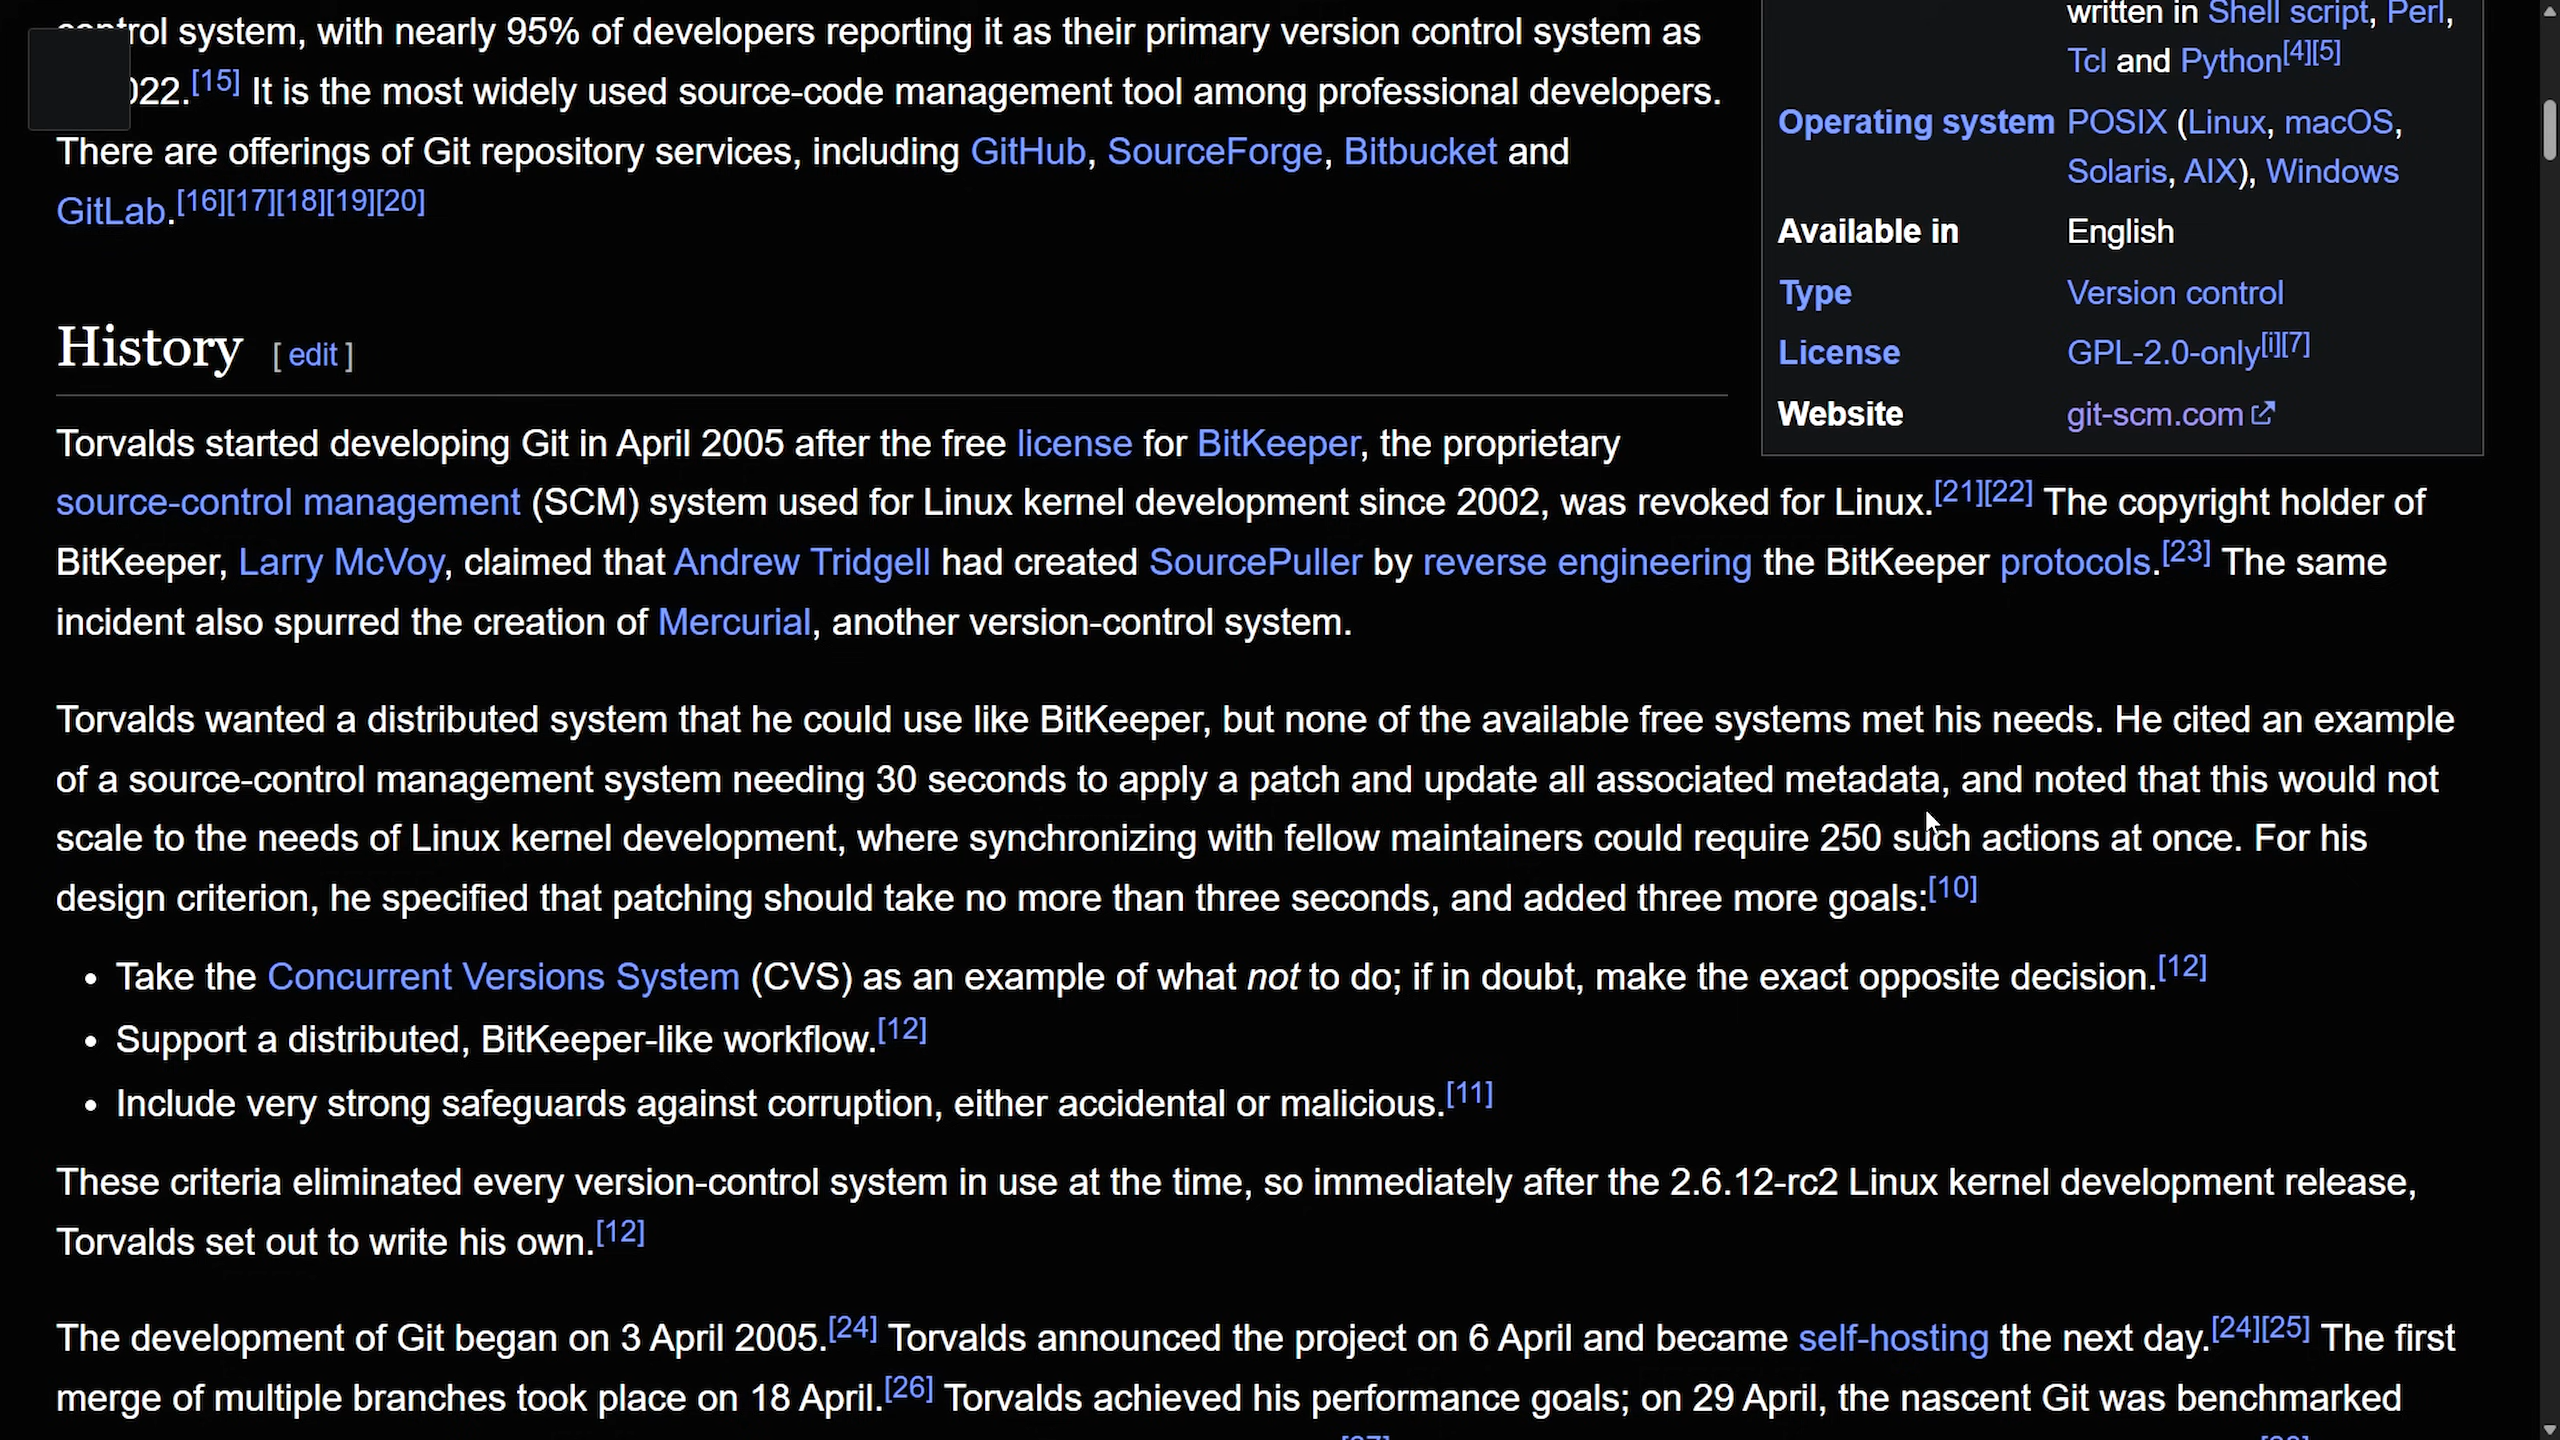 control system, with nearly 95% of developers reporting it as their primary version control system as
022.[15] It is the most widely used source-code management tool among professional developers.
There are offerings of Git repository services, including GitHub, SourceForge, Bitbucket and
GitLab.[16][17][18][19][20]
written in Shell script, Perl,
Tcl and Python[4][5]
Operating system POSIX (Linux, macOS,
Solaris, AIX), Windows
Available in English
Type Version control
License GPL-2.0-only[i][7]
Website git-scm.com
History [ edit ]
Torvalds started developing Git in April 2005 after the free license for BitKeeper, the proprietary
source-control management (SCM) system used for Linux kernel development since 2002, was revoked for Linux.[21][22] The copyright holder of
BitKeeper, Larry McVoy, claimed that Andrew Tridgell had created SourcePuller by reverse engineering the BitKeeper protocols.[23] The same
incident also spurred the creation of Mercurial, another version-control system.
Torvalds wanted a distributed system that he could use like BitKeeper, but none of the available free systems met his needs. He cited an example
of a source-control management system needing 30 seconds to apply a patch and update all associated metadata, and noted that this would not
scale to the needs of Linux kernel development, where synchronizing with fellow maintainers could require 250 such actions at once. For his
design criterion, he specified that patching should take no more than three seconds, and added three more goals:[10]
• Take the Concurrent Versions System (CVS) as an example of what not to do; if in doubt, make the exact opposite decision.[12]
• Support a distributed, BitKeeper-like workflow.[12]
• Include very strong safeguards against corruption, either accidental or malicious.[11]
These criteria eliminated every version-control system in use at the time, so immediately after the 2.6.12-rc2 Linux kernel development release,
Torvalds set out to write his own.[12]
The development of Git began on 3 April 2005.[24] Torvalds announced the project on 6 April and became self-hosting the next day.[24][25] The first
merge of multiple branches took place on 18 April.[26] Torvalds achieved his performance goals; on 29 April, the nascent Git was benchmarked